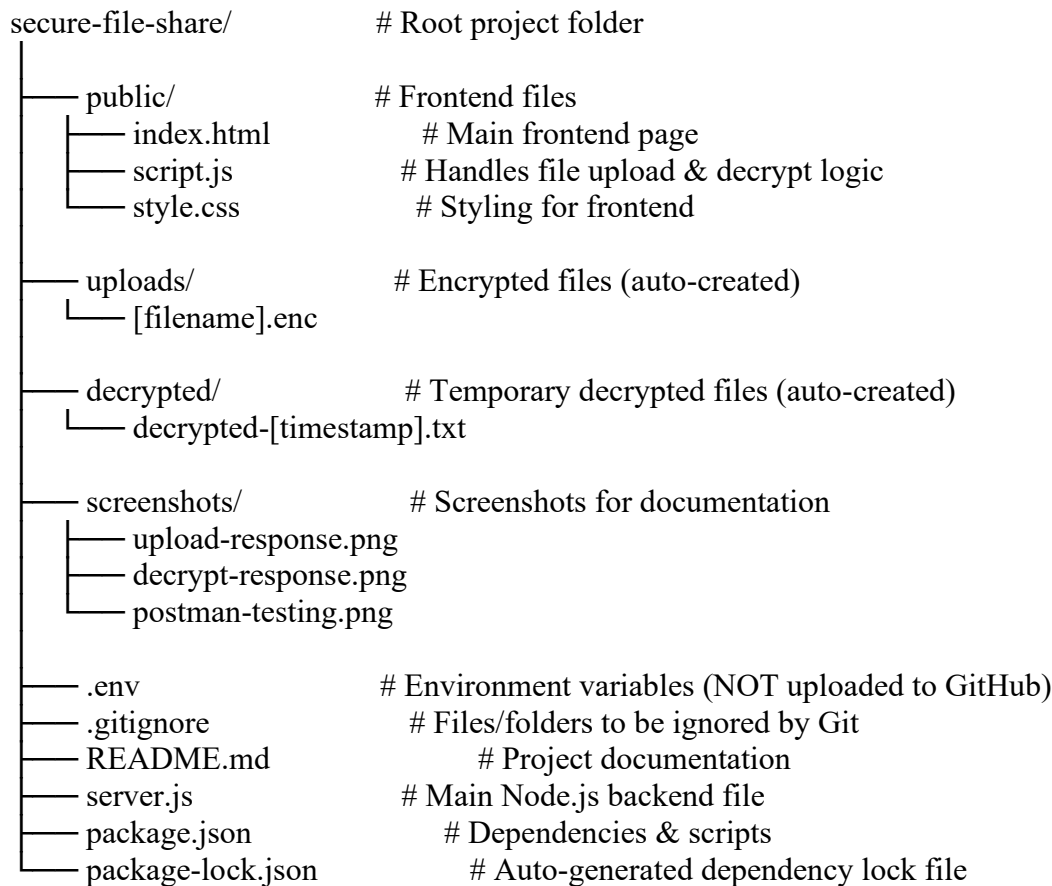 secure-file-share/ # Root project folder
│
├── public/ # Frontend files
│ ├── index.html # Main frontend page
│ ├── script.js # Handles file upload & decrypt logic
│ └── style.css # Styling for frontend
│
├── uploads/ # Encrypted files (auto-created)
│ └── [filename].enc
│
├── decrypted/ # Temporary decrypted files (auto-created)
│ └── decrypted-[timestamp].txt
│
├── screenshots/ # Screenshots for documentation
│ ├── upload-response.png
│ ├── decrypt-response.png
│ └── postman-testing.png
│
├── .env # Environment variables (NOT uploaded to GitHub)
├── .gitignore # Files/folders to be ignored by Git
├── README.md # Project documentation
├── server.js # Main Node.js backend file
├── package.json # Dependencies & scripts
└── package-lock.json # Auto-generated dependency lock file